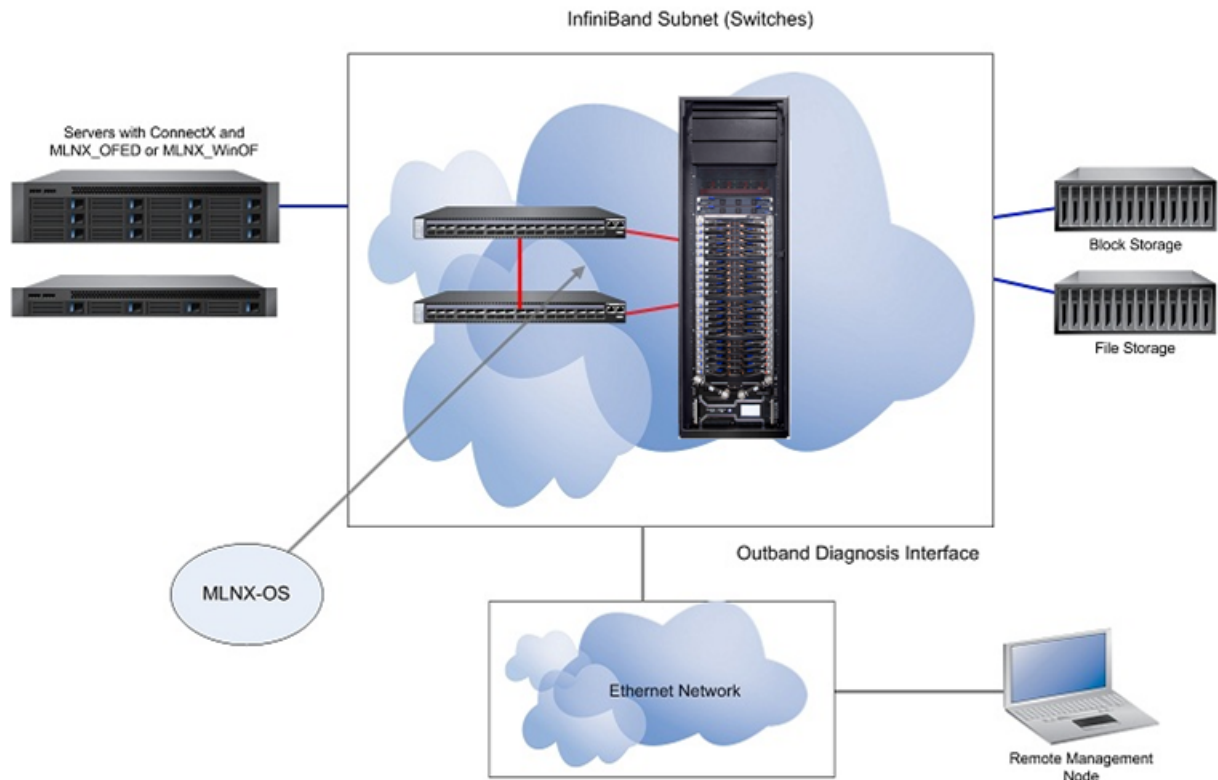 InfiniBand Subnet (Switches)
Servers with ConnectX and
MLNX_OFED or MLNX_WinOF
Block Storage
File Storage
MLNX-OS
Outband Diagnosis Interface
Ethernet Network
Remote Management
Node